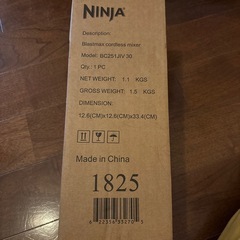 NINJA
Description:
Blastmax cordless mixer
Model: BC251JIV-30
Qty.: 1 PC
NET WEIGHT: 1.1 KGS
GROSS WEIGHT: 1.5 KGS
DIMENSION:
12.6(CM)x12.6(CM)x33.4(CM)
Made in China
1825